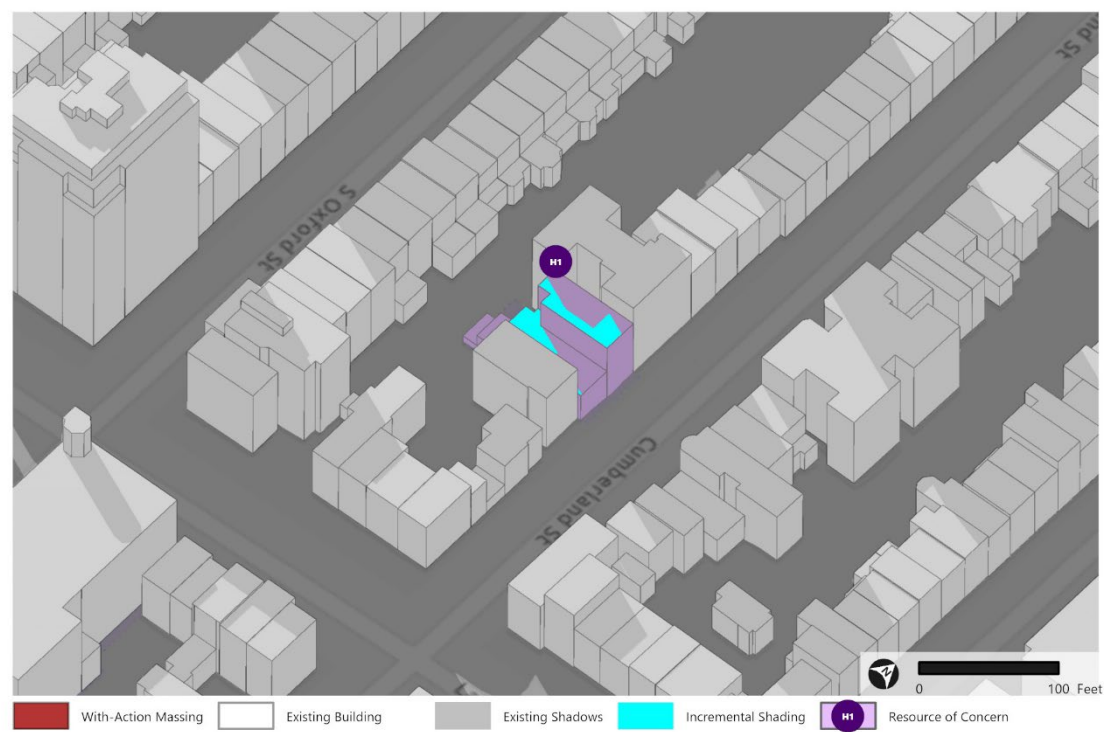 S Oxford St
H1
Cumberland St
0 100 Feet
With-Action Massing Existing Building Existing Shadows Incremental Shading H1 Resource of Concern